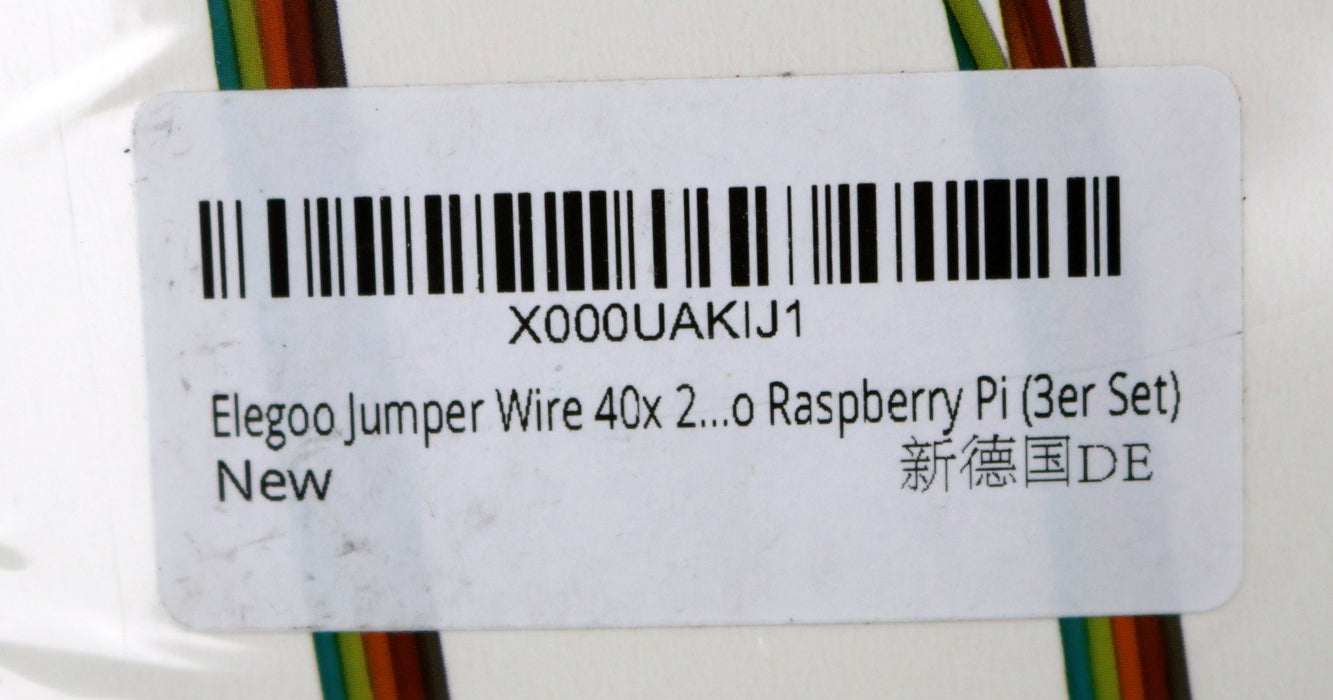 X000UAKIJ1
Elegoo Jumper Wire 40x 2...o Raspberry Pi (3er Set)
New 新德国DE